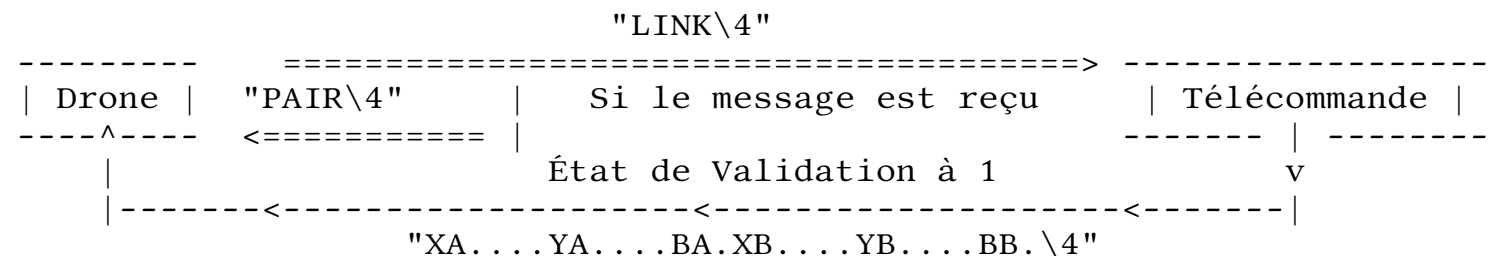 "LINK\4"
--------- =======================================> ------------------
| Drone | "PAIR\4" | Si le message est reçu | Télécommande |
----^---- <=========== | ------- | --------
| État de Validation à 1 v
|-------<--------------------<--------------------<-------|
"XA....YA....BA.XB....YB....BB.\4"